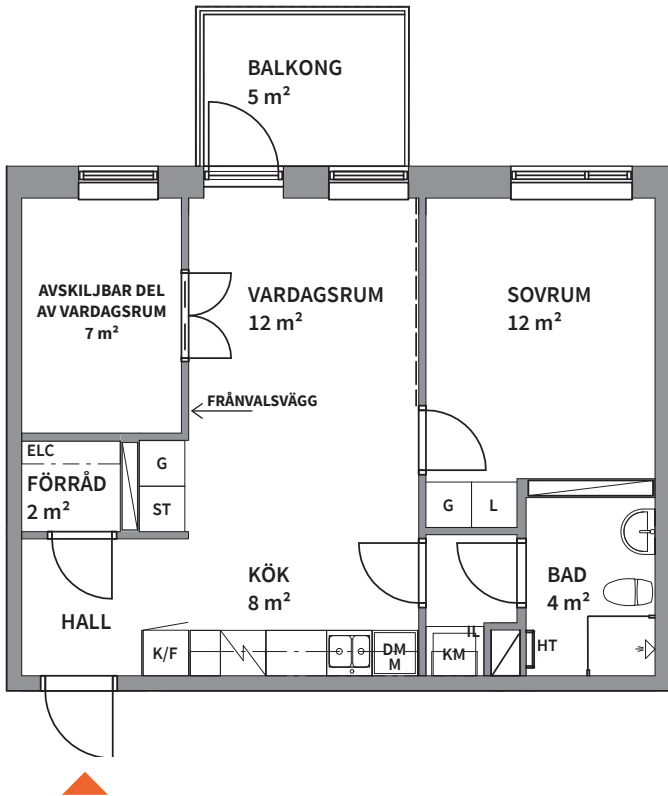 BALKONG
5 m²
AVSKILJBAR DEL
AV VARDAGSRUM
7 m²
VARDAGSRUM
12 m²
SOVRUM
12 m²
FRÅNVALSVÄGG
ELC
FÖRRÅD
2 m²
G
ST
G
L
HALL
KÖK
8 m²
BAD
4 m²
K/F
DM
M
KM
IL
HT